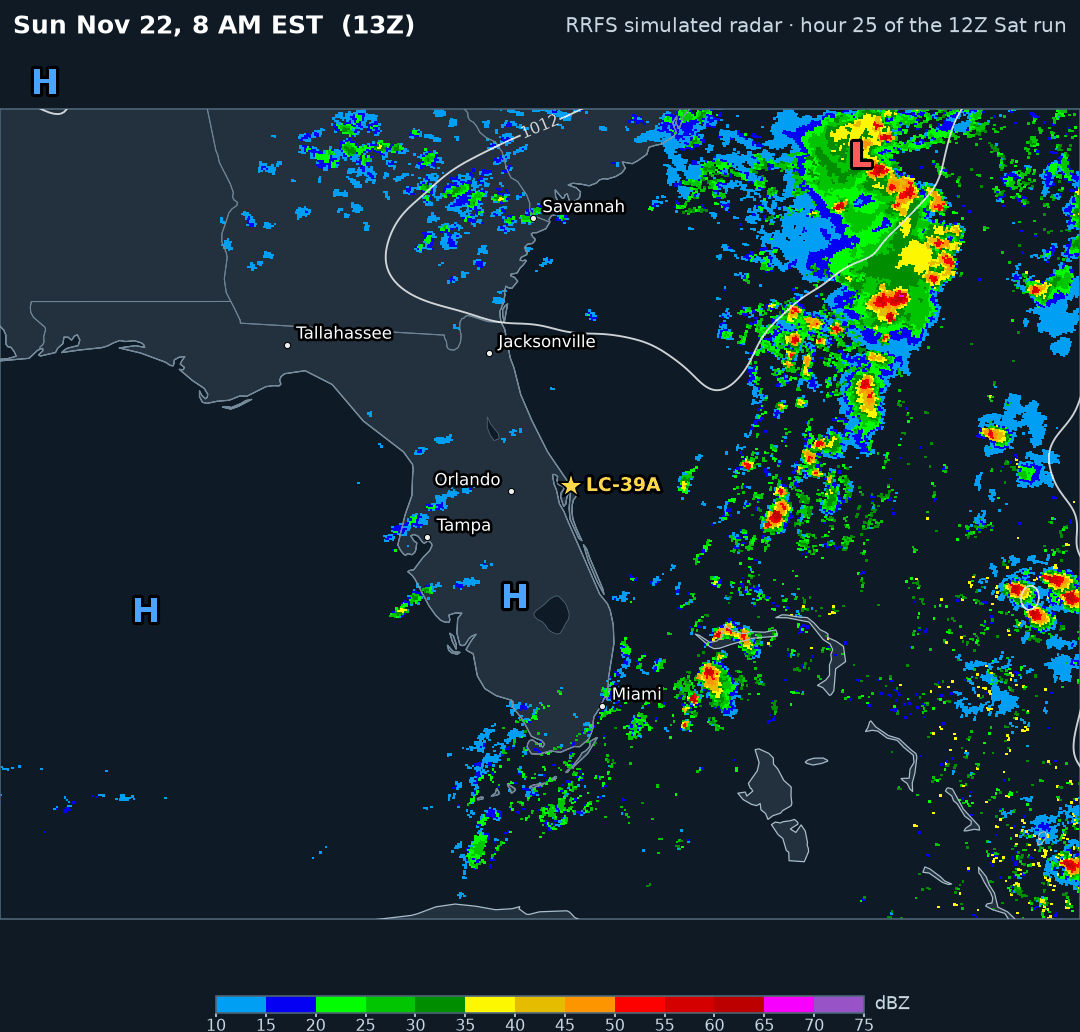 Sun Nov 22, 8 AM EST  (13Z)
RRFS simulated radar · hour 25 of the 12Z Sat run
H
1012
L
Savannah
Tallahassee
Jacksonville
Orlando
LC-39A
Tampa
H
H
Miami
dBZ
10 15 20 25 30 35 40 45 50 55 60 65 70 75